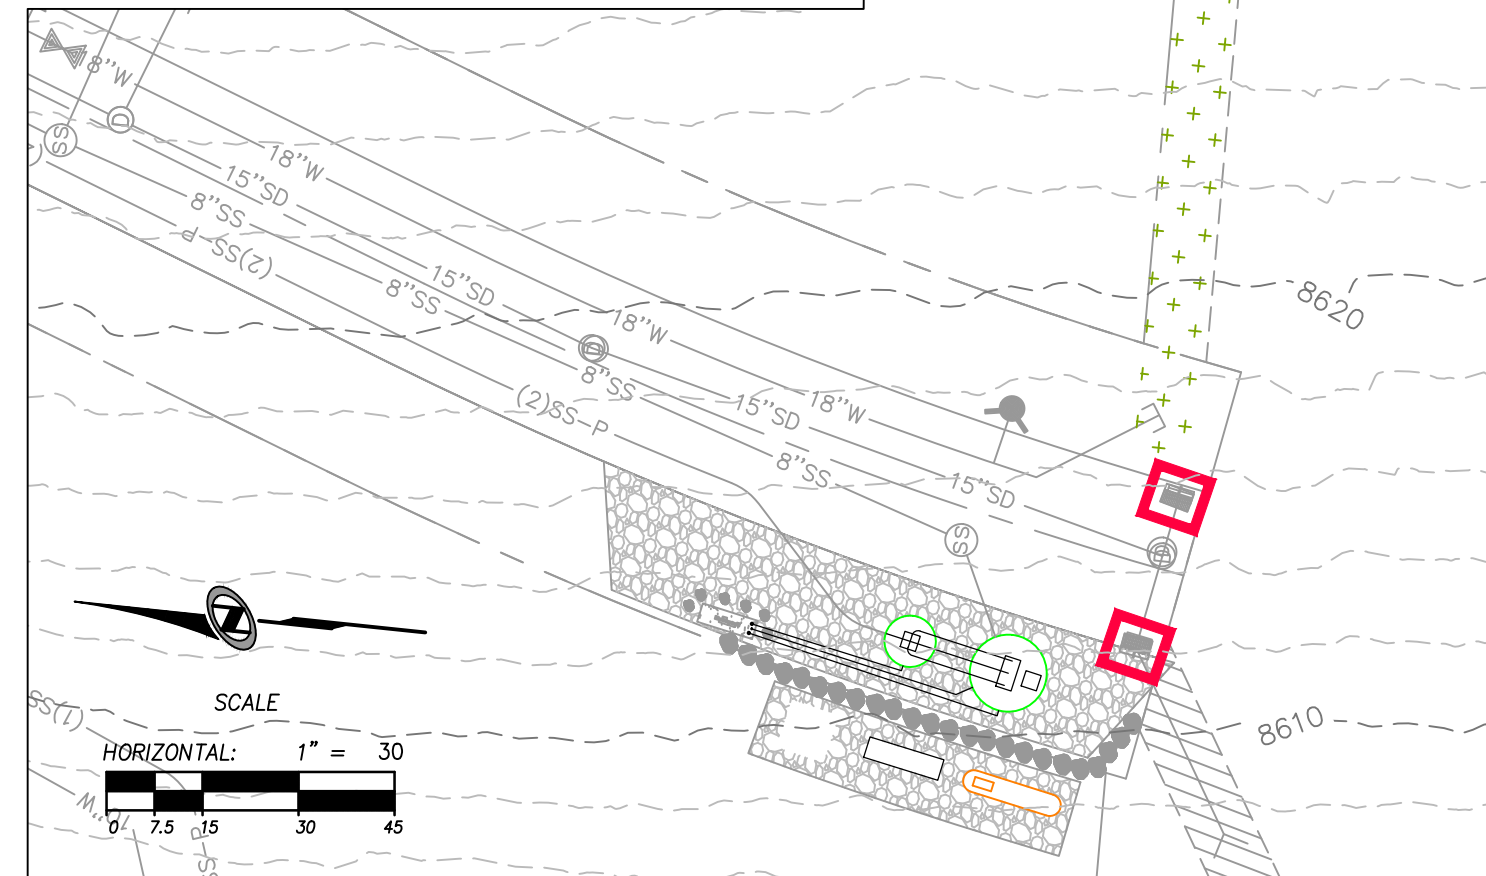 8"W
D
SS
18"W
15"SD
8"SS
(2)SS-P
15"SD
8"SS
8620
18"W
D
8"SS
(2)SS-P
15"SD
18"W
8"SS
15"SD
SS
D
SCALE
(1)SS
8610
HORIZONTAL: 1" = 30
0 7.5 15 30 45